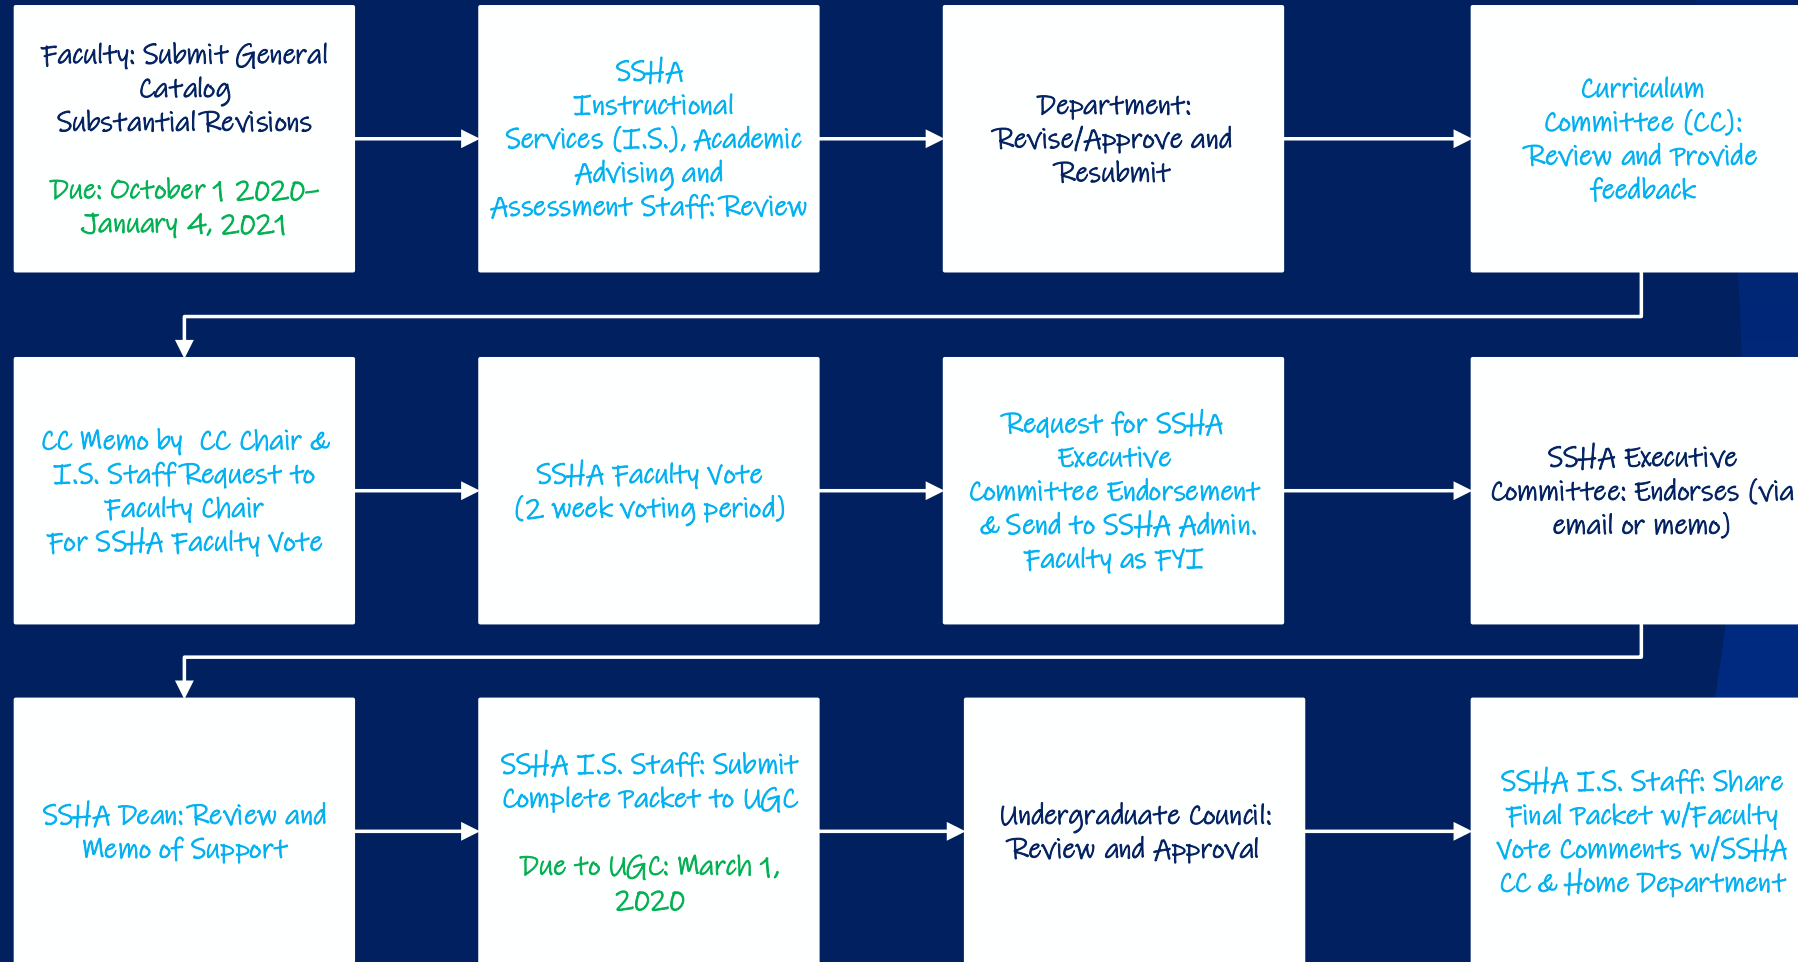 Faculty: Submit General
Catalog
Substantial Revisions
Due: October 1 2020–
January 4, 2021
SSHA
Instructional
Services (I.S.), Academic
Advising and
Assessment Staff: Review
Department:
Revise/Approve and
Resubmit
Curriculum
Committee (CC):
Review and Provide
feedback
CC Memo by CC Chair &
I.S. Staff Request to
Faculty Chair
For SSHA Faculty Vote
SSHA Faculty Vote
(2 week voting period)
Request for SSHA
Executive
Committee Endorsement
& Send to SSHA Admin.
Faculty as FYI
SSHA Executive
Committee: Endorses (via
email or memo)
SSHA Dean: Review and
Memo of Support
SSHA I.S. Staff: Submit
Complete Packet to UGC
Due to UGC: March 1,
2020
Undergraduate Council:
Review and Approval
SSHA I.S. Staff: Share
Final Packet w/Faculty
Vote Comments w/SSHA
CC & Home Department